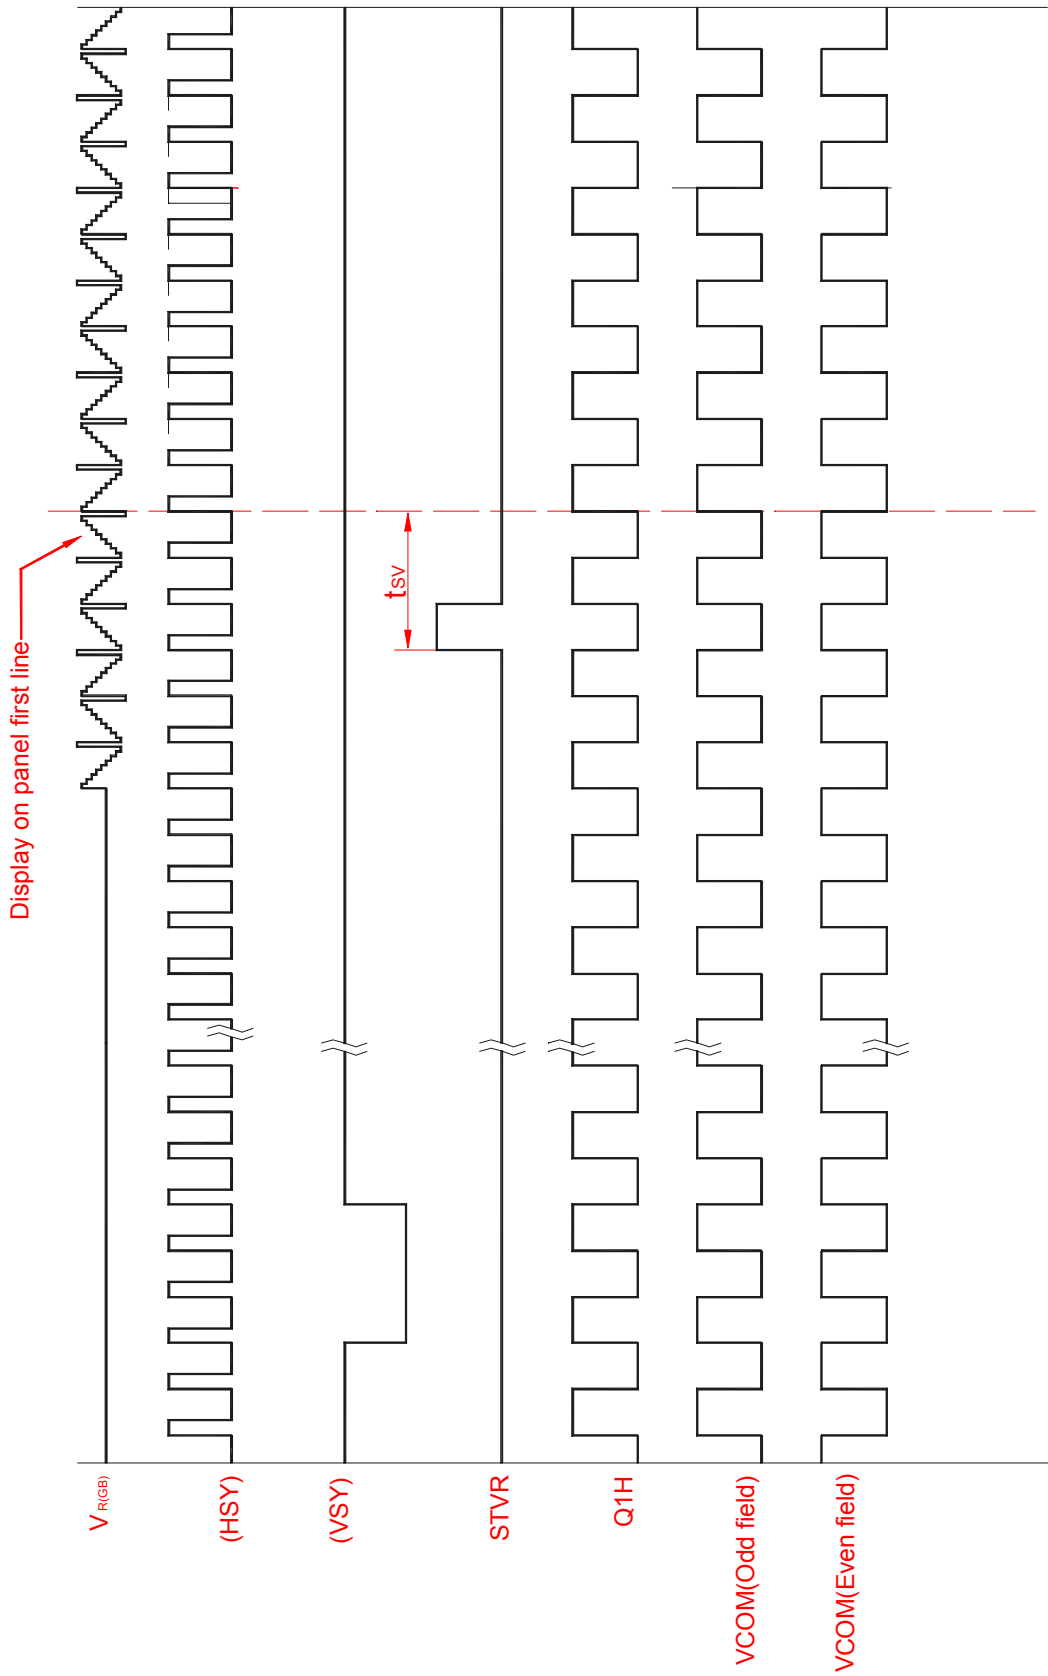 Display on panel first line
tsv
VR(GB)
(HSY)
(VSY)
STVR
Q1H
VCOM(Odd field)
VCOM(Even field)